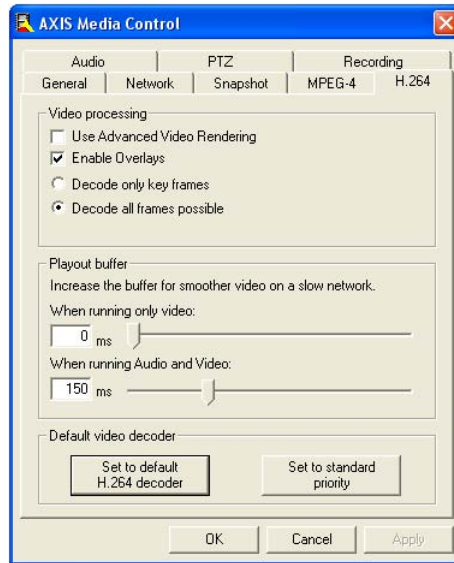 AXIS Media Control
Audio PTZ Recording
General Network Snapshot MPEG-4 H.264
Video processing
Use Advanced Video Rendering
Enable Overlays
Decode only key frames
Decode all frames possible
Playout buffer
Increase the buffer for smoother video on a slow network.
When running only video:
0 ms
When running Audio and Video:
150 ms
Default video decoder
Set to default
H.264 decoder
Set to standard
priority
OK Cancel Apply